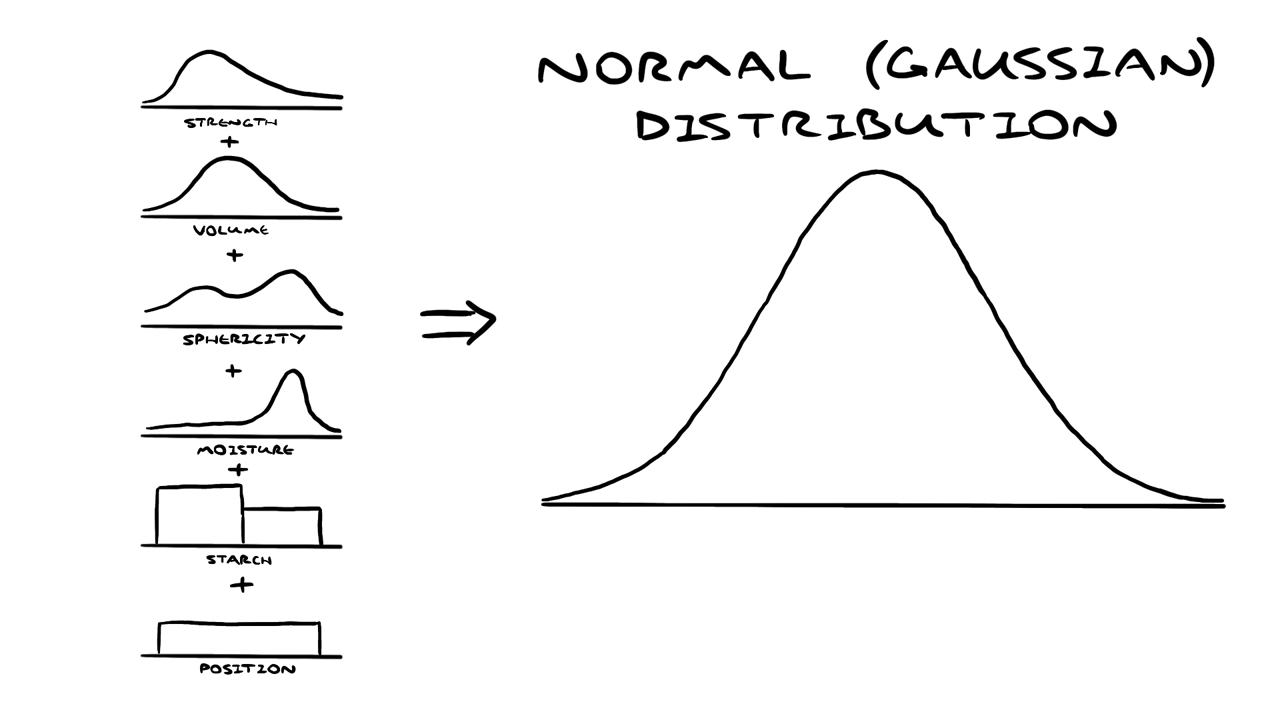 NORMAL (GAUSSIAN)
DISTRIBUTION
STRENGTH
+
VOLUME
+
SPHERICITY
+
MOISTURE
+
STARCH
+
POSITION